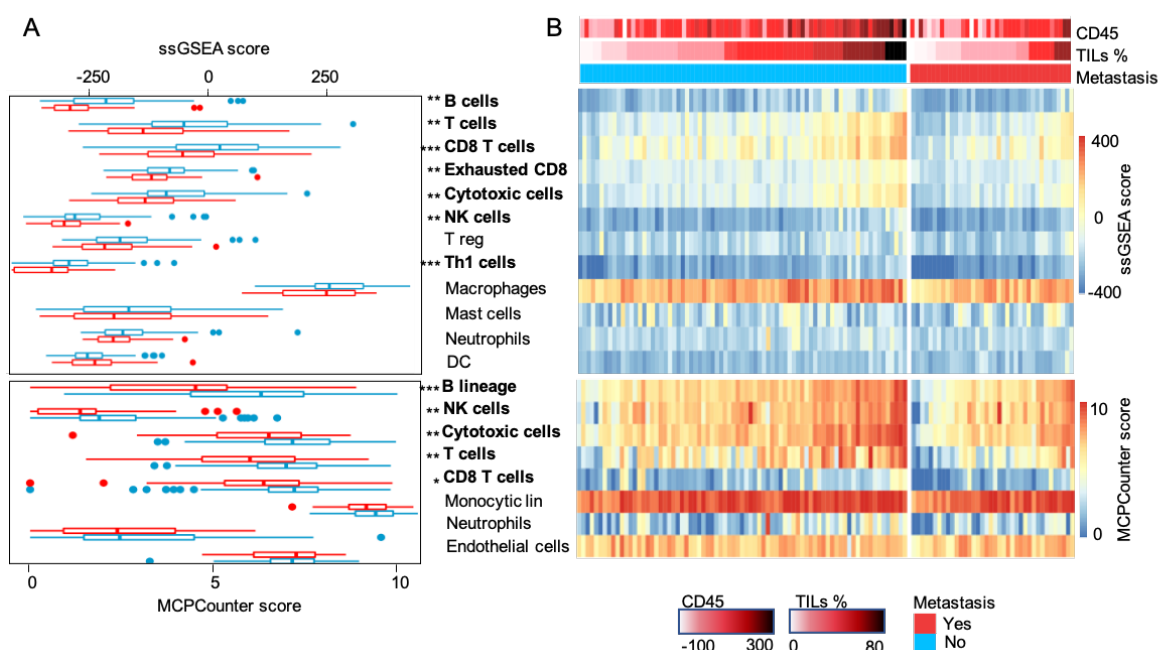 A
ssGSEA score
-250 0 250
** B cells
** T cells
*** CD8 T cells
** Exhausted CD8
** Cytotoxic cells
** NK cells
T reg
*** Th1 cells
Macrophages
Mast cells
Neutrophils
DC
*** B lineage
** NK cells
** Cytotoxic cells
** T cells
* CD8 T cells
Monocytic lin
Neutrophils
Endothelial cells
0 5 10
MCPCounter score
B
CD45
TILs %
Metastasis
400
0
-400
ssGSEA score
10
0
MCPCounter score
CD45
-100 300
TILs %
0 80
Metastasis
Yes
No